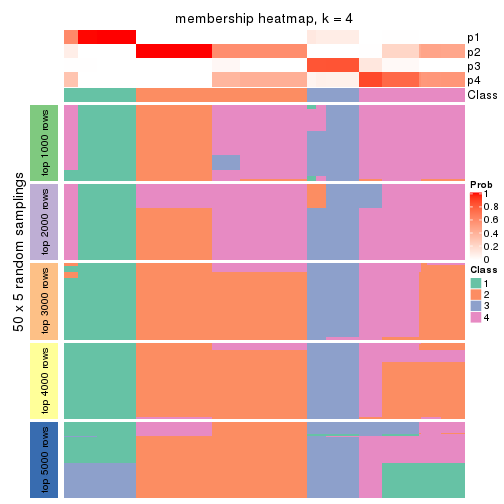 membership heatmap, k = 4
p1
p2
p3
p4
Class
50 x 5 random samplings
top 1000 rows
top 2000 rows
top 3000 rows
top 4000 rows
top 5000 rows
Prob
1
0.8
0.6
0.4
0.2
0
Class
1
2
3
4